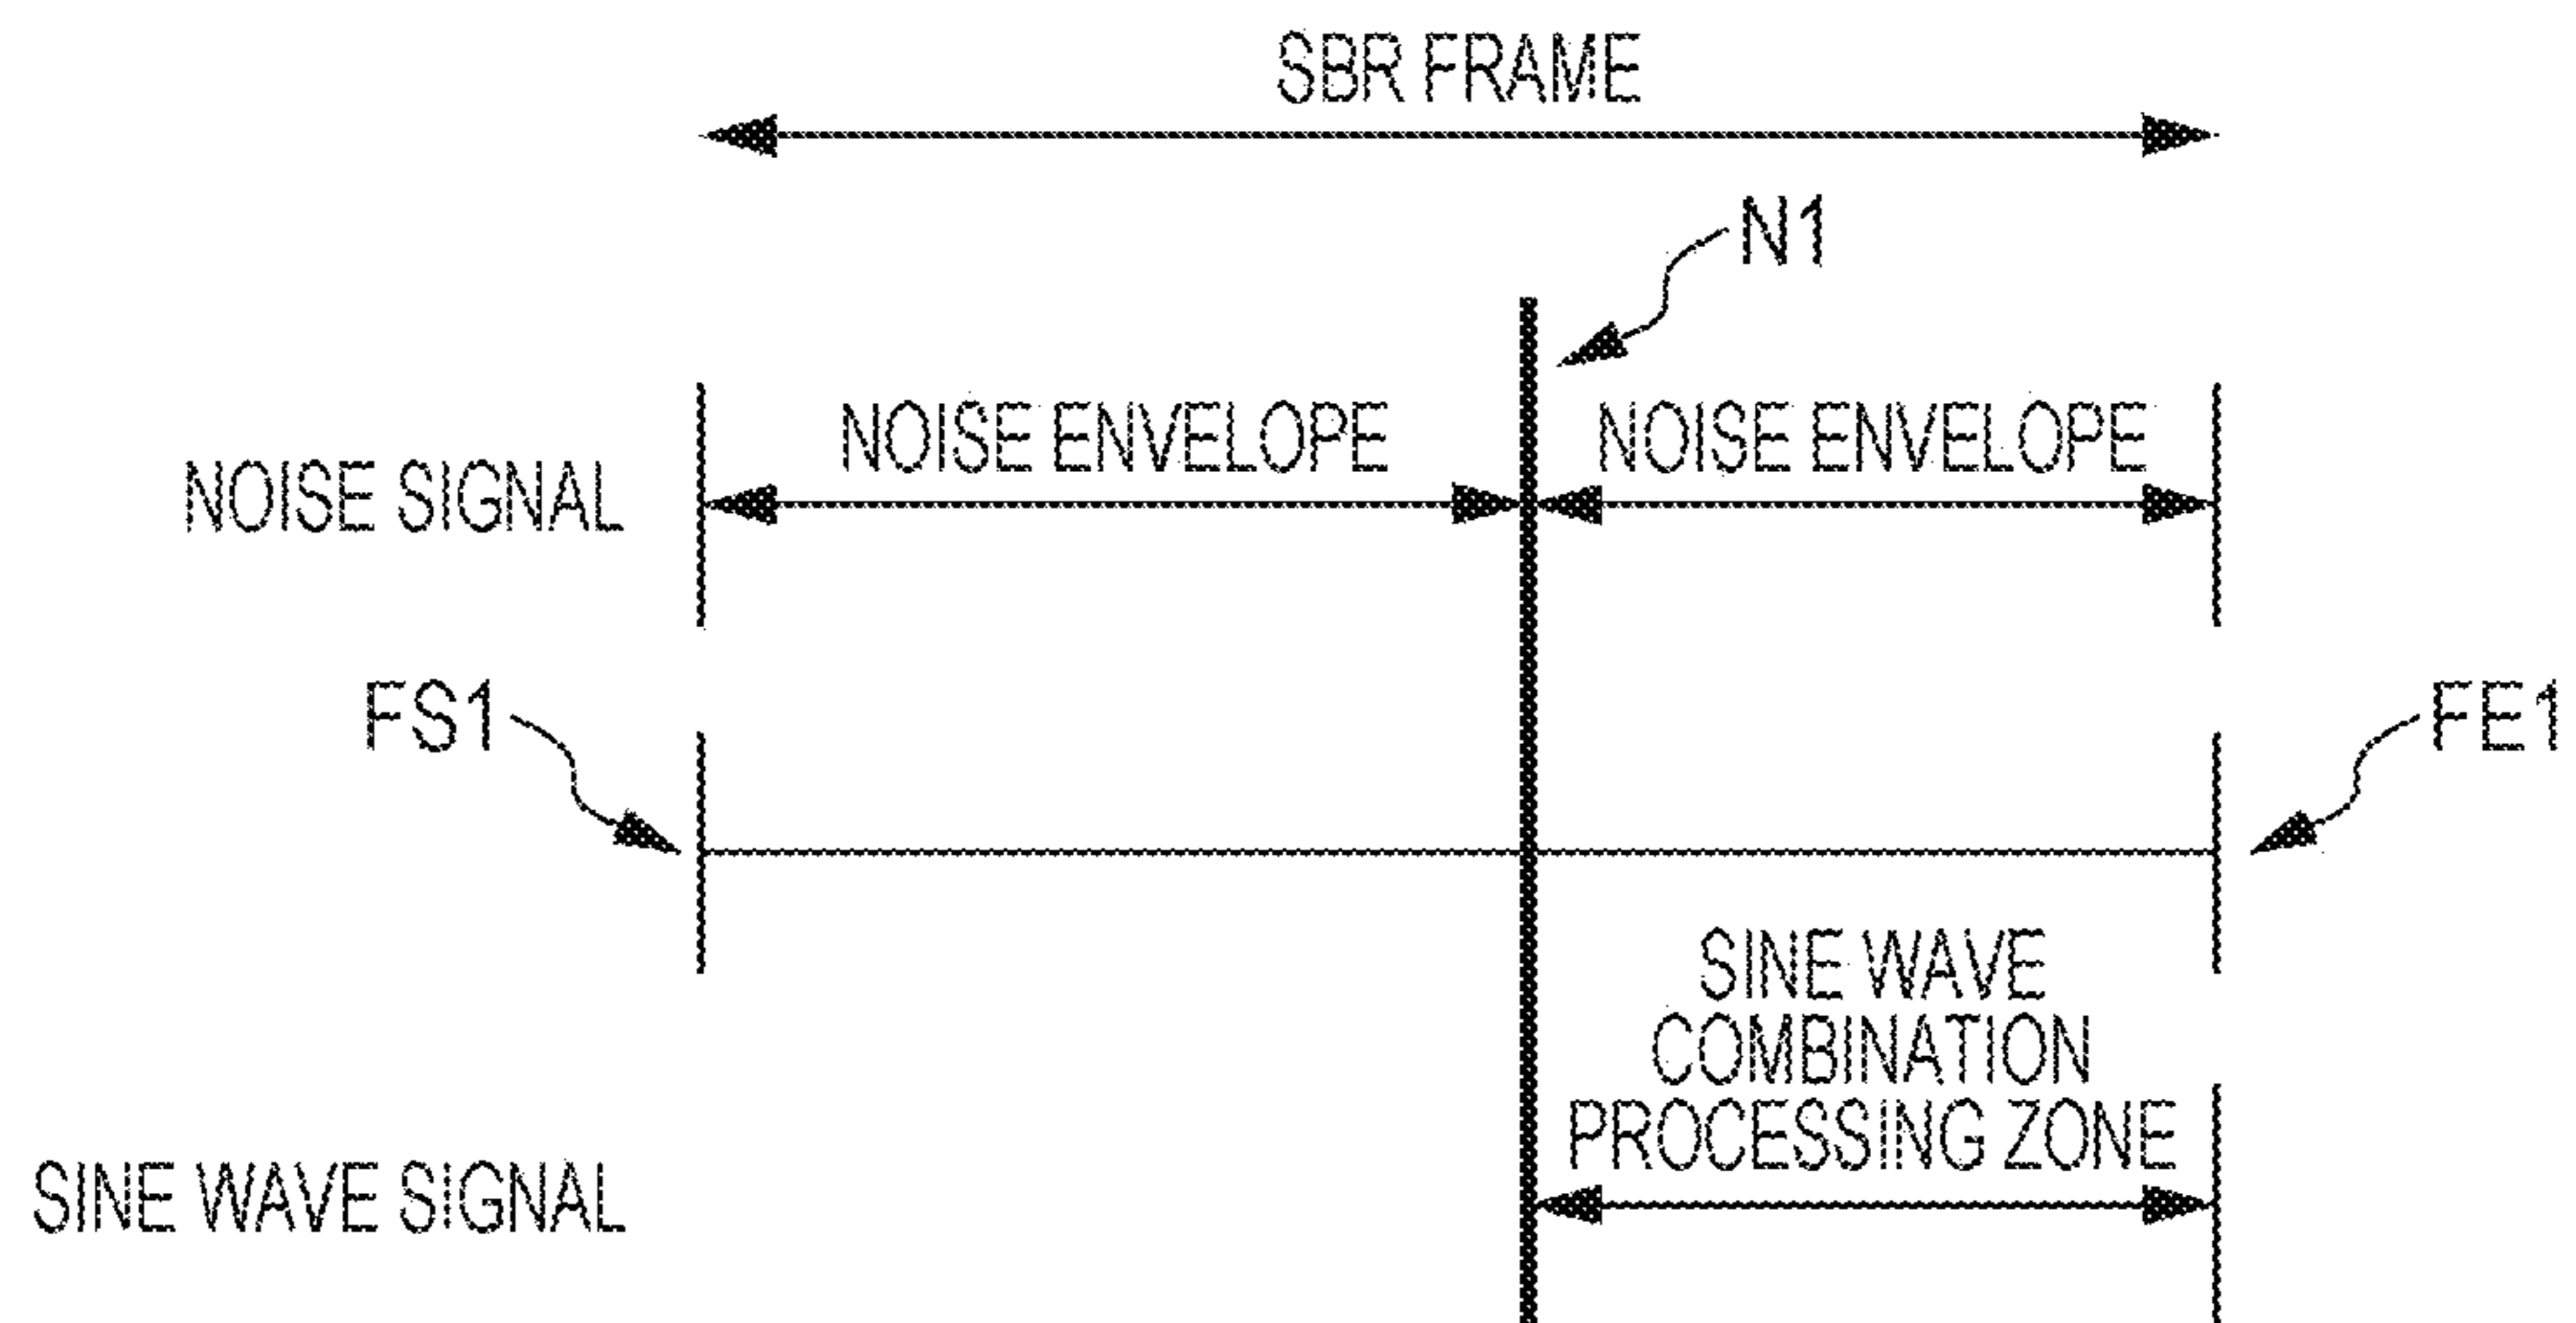 SBR FRAME
N1
NOISE ENVELOPE
NOISE ENVELOPE
NOISE SIGNAL
FS1
FE1
SINE WAVE
COMBINATION
PROCESSING ZONE
SINE WAVE SIGNAL